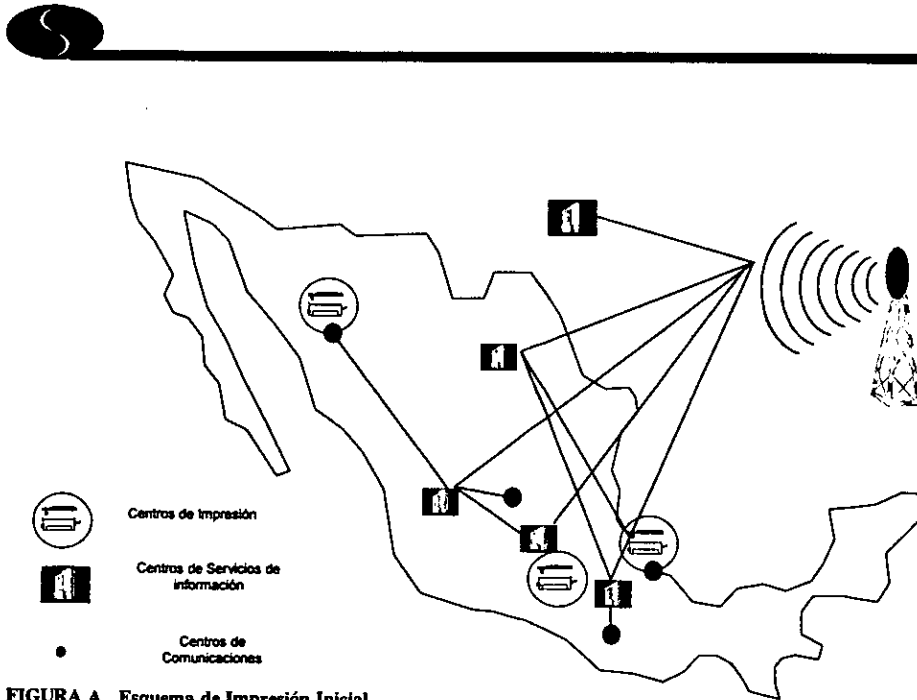 Centros de Impresión
Centros de Servicios de
información
Centros de
Comunicaciones
FIGURA A Esquema de Impresión Inicial